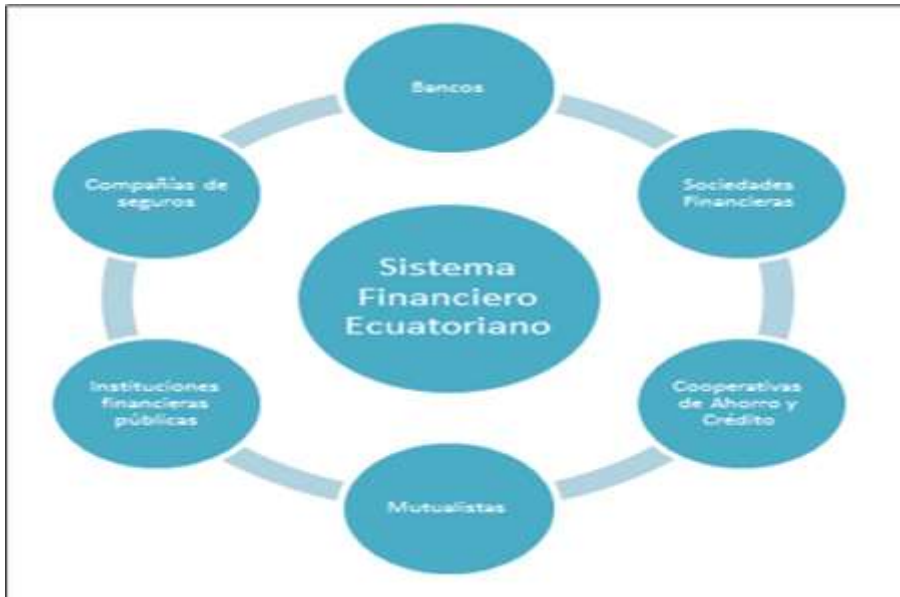 Bancos
Sociedades
Financieras
Cooperativas
de Ahorro y
Crédito
Mutualistas
Instituciones
financieras
públicas
Compañías de
seguros
Sistema
Financiero
Ecuatoriano